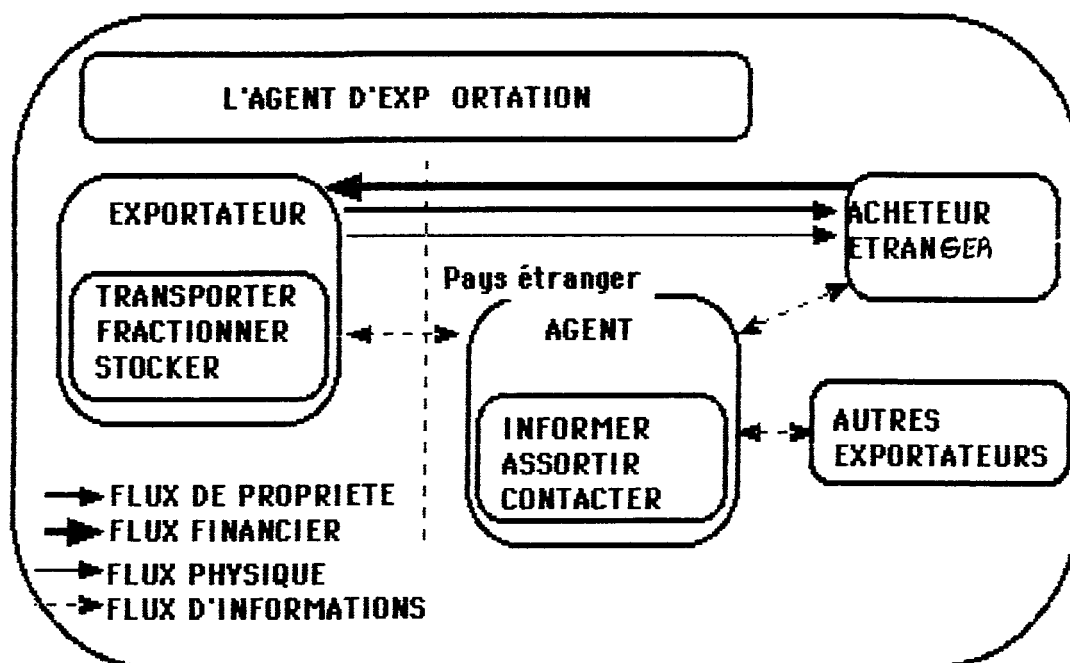 L'AGENT D'EXP ORTATION
EXPORTATEUR
TRANSPORTER
FRACTIONNER
STOCKER
ACHETEUR
ETRANGER
Pays étranger
AGENT
INFORMER
ASSORTIR
CONTACTER
AUTRES
EXPORTATEURS
FLUX DE PROPRIETE
FLUX FINANCIER
FLUX PHYSIQUE
FLUX D'INFORMATIONS